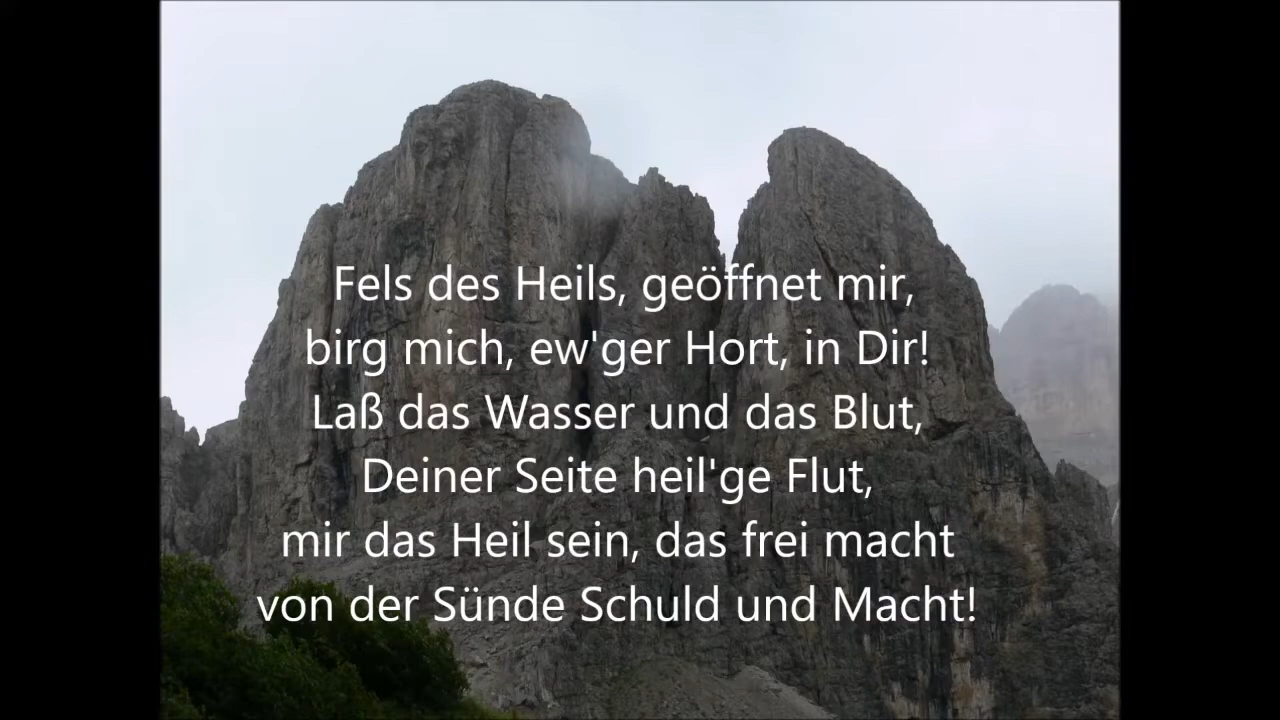 Fels des Heils, geöffnet mir,
birg mich, ew'ger Hort, in Dir!
Laß das Wasser und das Blut,
Deiner Seite heil'ge Flut,
mir das Heil sein, das frei macht
von der Sünde Schuld und Macht!